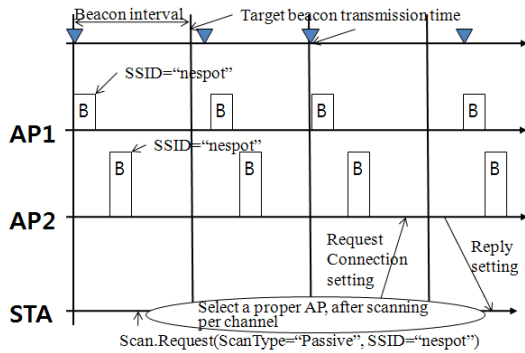 Beacon interval
Target beacon transmission time
SSID=“nespot”
B
B
B
B
AP1
SSID=“nespot”
B
B
B
B
AP2
Request
Connection
setting
Reply
setting
Select a proper AP, after scanning
per channel
STA
Scan.Request(ScanType=“Passive”, SSID=“nespot”)